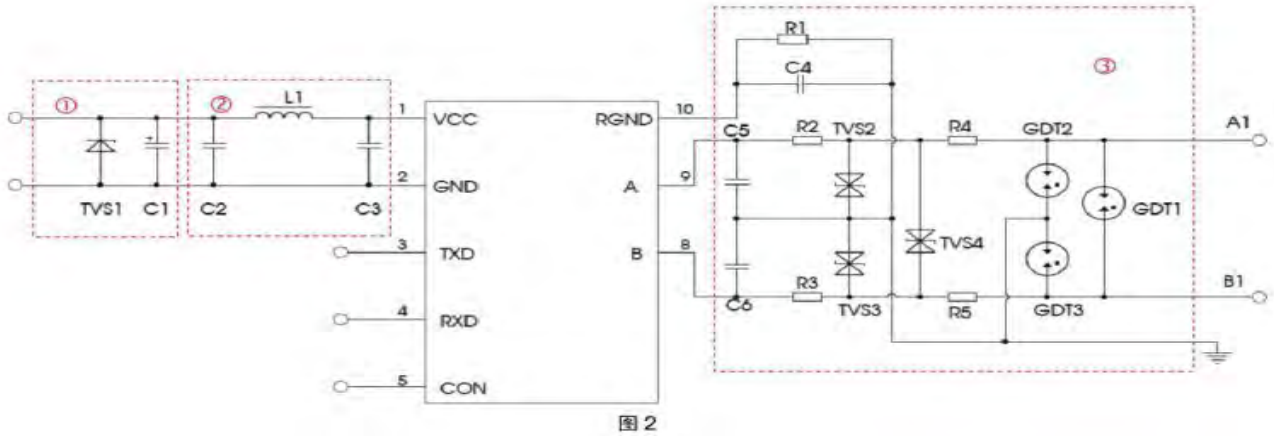 R1
C4
③
① ② L1
1 VCC RGND 10
C5 R2 TVS2 R4 GDT2 A1
9 A
2 GND
TVS1 C1 C2 C3
GDT1
3 TXD B 8 TVS4
R3 R5 B1
C6 TVS3 GDT3
4 RXD
5 CON
+
图 2